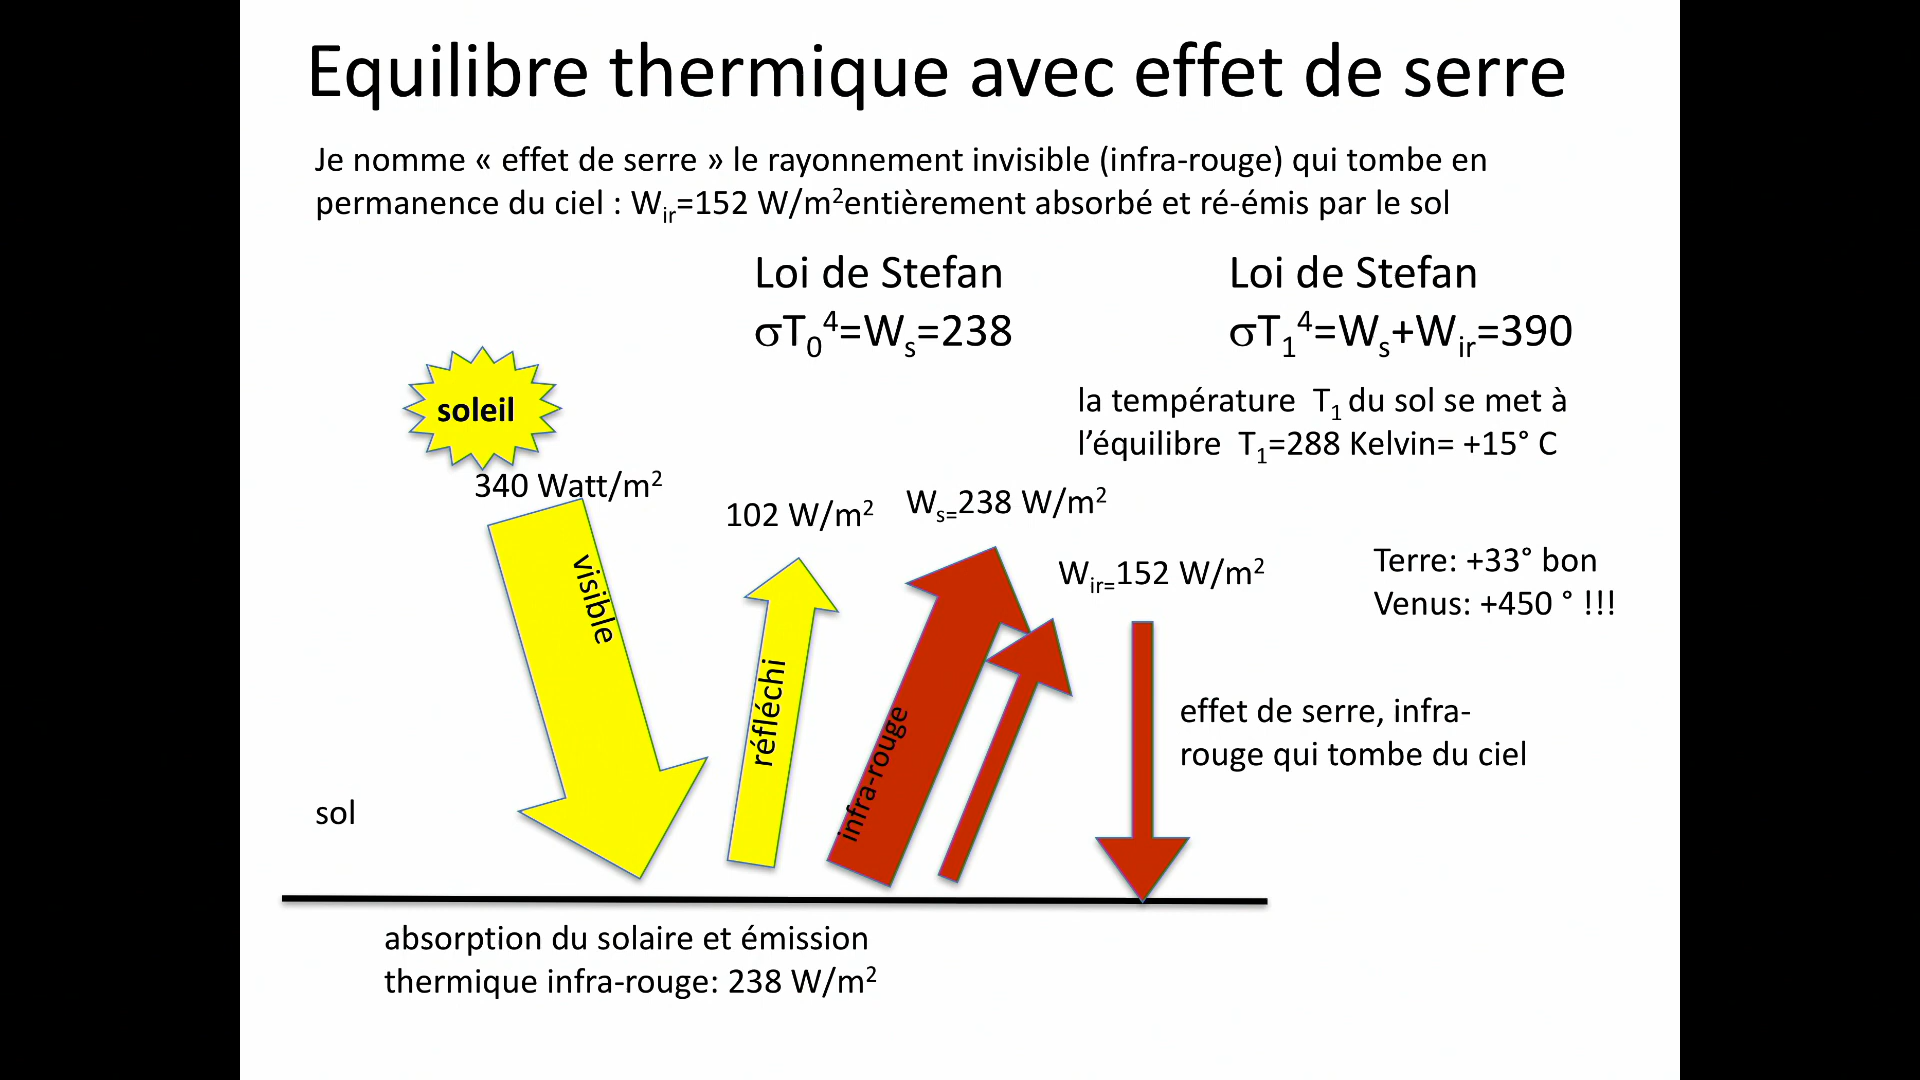 Equilibre thermique avec effet de serre
Je nomme « effet de serre » le rayonnement invisible (infra-rouge) qui tombe en
permanence du ciel : Wir=152 W/m²entièrement absorbé et ré-émis par le sol
Loi de Stefan
σT₀⁴=Wₛ=238
Loi de Stefan
σT₁⁴=Wₛ+Wir=390
la température T₁ du sol se met à
l'équilibre T₁=288 Kelvin= +15° C
soleil
340 Watt/m²
102 W/m²
Wₛ₌238 W/m²
Wir=152 W/m²
Terre: +33° bon
Venus: +450 ° !!!
visible
réfléchi
infra-rouge
effet de serre, infra-
rouge qui tombe du ciel
sol
absorption du solaire et émission
thermique infra-rouge: 238 W/m²